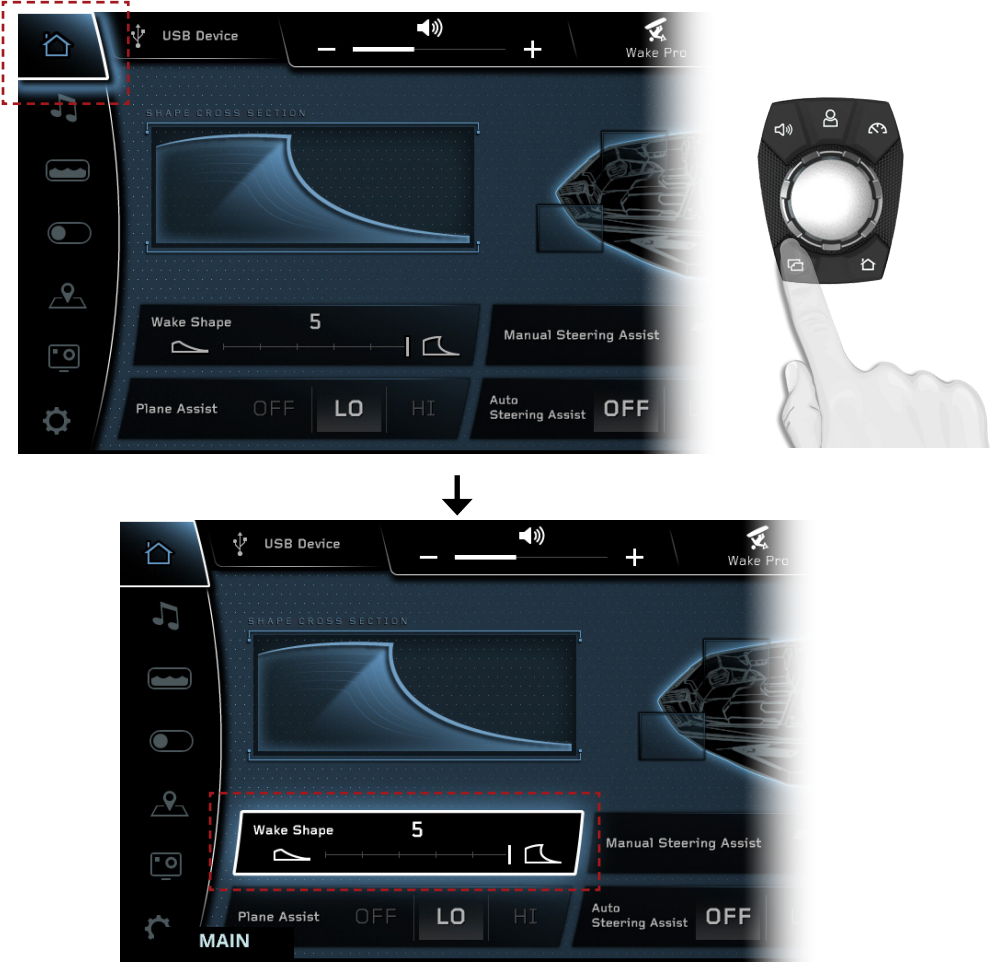 USB Device
Wake Pro
SHAPE CROSS SECTION
Wake Shape 5
Manual Steering Assist
Plane Assist OFF LO HI
Auto
Steering Assist OFF
USB Device
Wake Pro
SHAPE CROSS SECTION
Wake Shape 5
Manual Steering Assist
Plane Assist OFF LO HI
Auto
Steering Assist OFF
MAIN